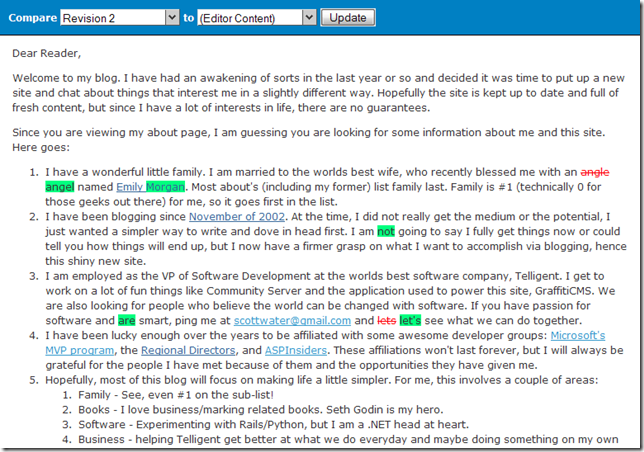 Compare Revision 2 to (Editor Content) Update
Dear Reader,
Welcome to my blog. I have had an awakening of sorts in the last year or so and decided it was time to put up a new
site and chat about things that interest me in a slightly different way. Hopefully the site is kept up to date and full of
fresh content, but since I have a lot of interests in life, there are no guarantees.
Since you are viewing my about page, I am guessing you are looking for some information about me and this site.
Here goes:
1. I have a wonderful little family. I am married to the worlds best wife, who recently blessed me with an angle
angel named Emily Morgan. Most about's (including my former) list family last. Family is #1 (technically 0 for
those geeks out there) for me, so it goes first in the list.
2. I have been blogging since November of 2002. At the time, I did not really get the medium or the potential, I
just wanted a simpler way to write and dove in head first. I am not going to say I fully get things now or could
tell you how things will end up, but I now have a firmer grasp on what I want to accomplish via blogging, hence
this shiny new site.
3. I am employed as the VP of Software Development at the worlds best software company, Telligent. I get to
work on a lot of fun things like Community Server and the application used to power this site, GraffitiCMS. We
are also looking for people who believe the world can be changed with software. If you have passion for
software and are smart, ping me at scottwater@gmail.com and lets let's see what we can do together.
4. I have been lucky enough over the years to be affiliated with some awesome developer groups: Microsoft's
MVP program, the Regional Directors, and ASPInsiders. These affiliations won't last forever, but I will always be
grateful for the people I have met because of them and the opportunities they have given me.
5. Hopefully, most of this blog will focus on making life a little simpler. For me, this involves a couple of areas:
1. Family - See, even #1 on the sub-list!
2. Books - I love business/marking related books. Seth Godin is my hero.
3. Software - Experimenting with Rails/Python, but I am a .NET head at heart.
4. Business - helping Telligent get better at what we do everyday and maybe doing something on my own